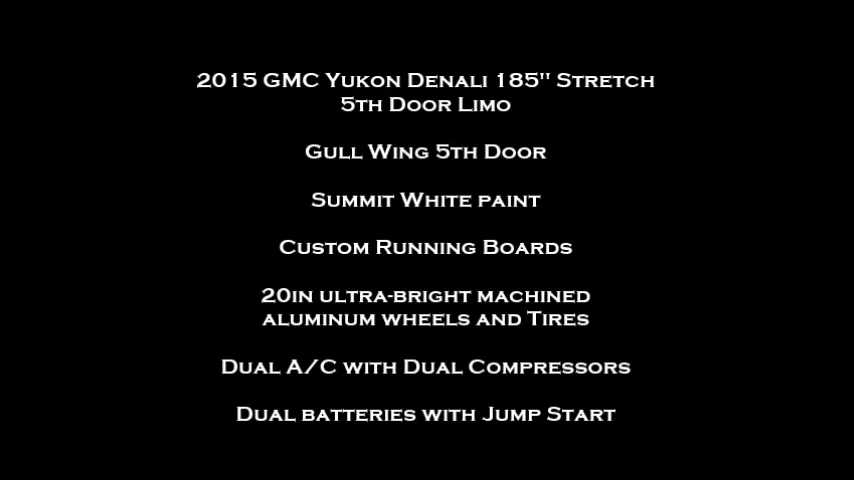 2015 GMC Yukon Denali 185" Stretch
5th Door Limo
Gull Wing 5th Door
Summit White paint
Custom Running Boards
20in ultra-bright machined
aluminum wheels and Tires
Dual A/C with Dual Compressors
Dual batteries with Jump Start